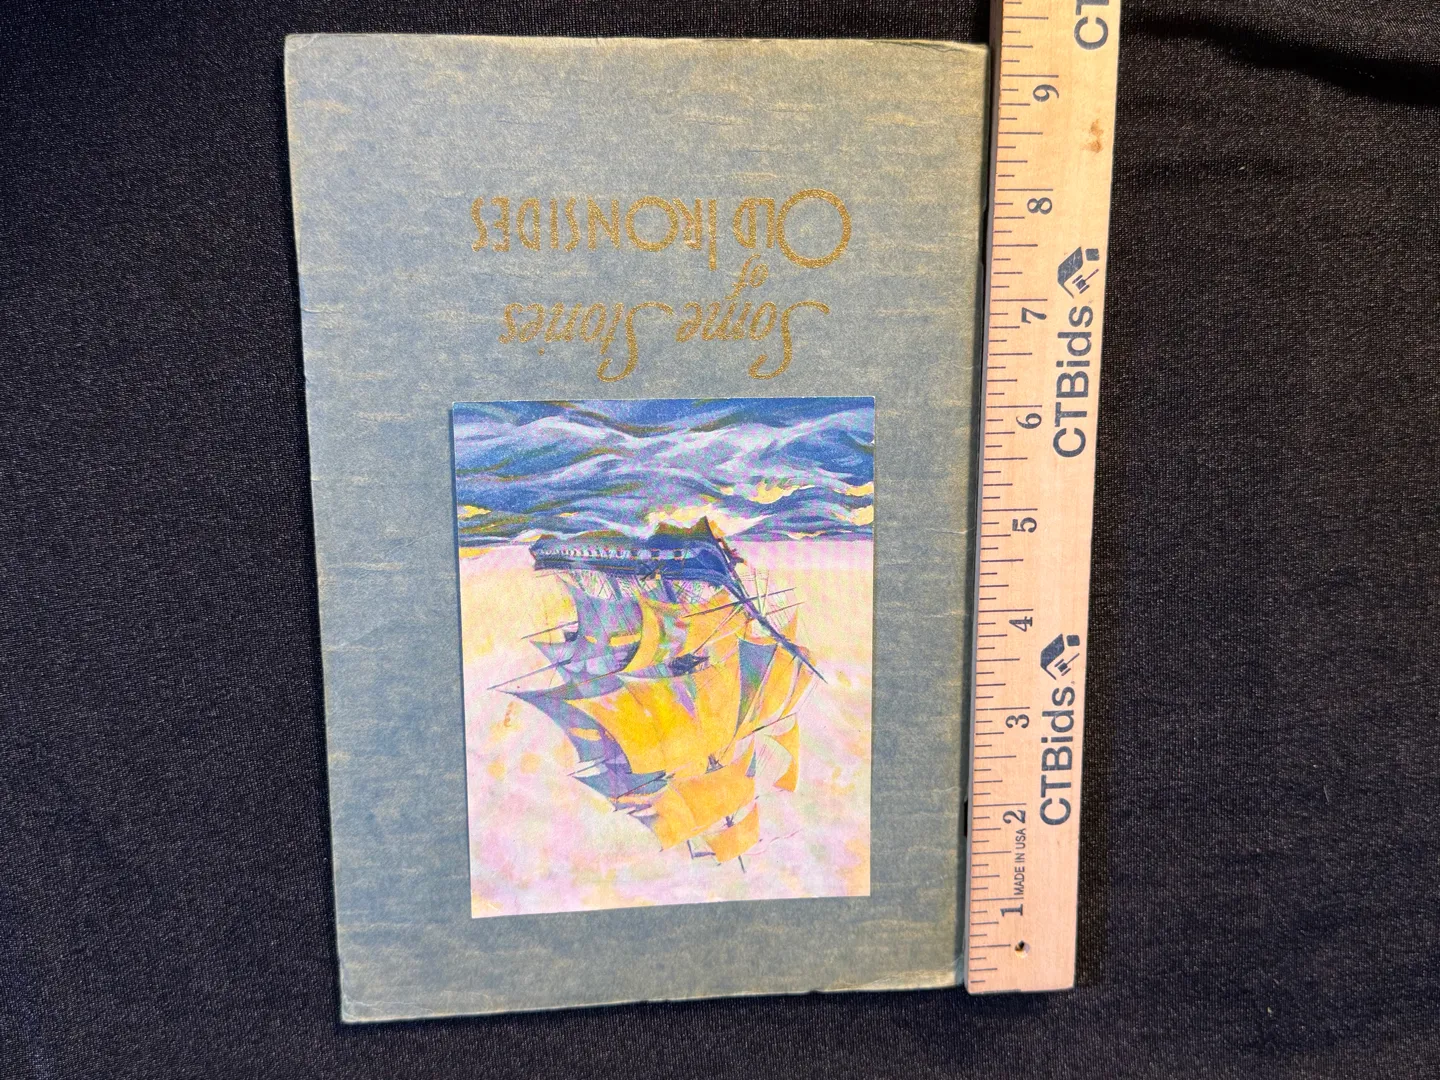 Some Stories
of
OLD IRONSIDES
1
MADE IN USA
2
3
4
5
6
7
8
9
CTBids
CTBids
CT